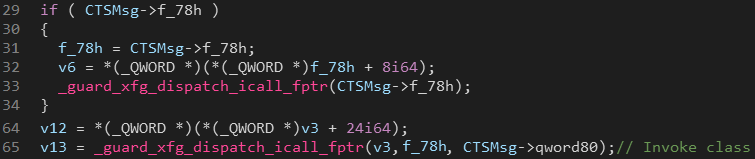 29 if ( CTSMsg->f_78h )
30 {
31 f_78h = CTSMsg->f_78h;
32 v6 = *(_QWORD *)(*(_QWORD *)f_78h + 8i64);
33 _guard_xfg_dispatch_icall_fptr(CTSMsg->f_78h);
34 }
64 v12 = *(_QWORD *)(*(_QWORD *)v3 + 24i64);
65 v13 = _guard_xfg_dispatch_icall_fptr(v3,f_78h, CTSMsg->qword80);// Invoke class